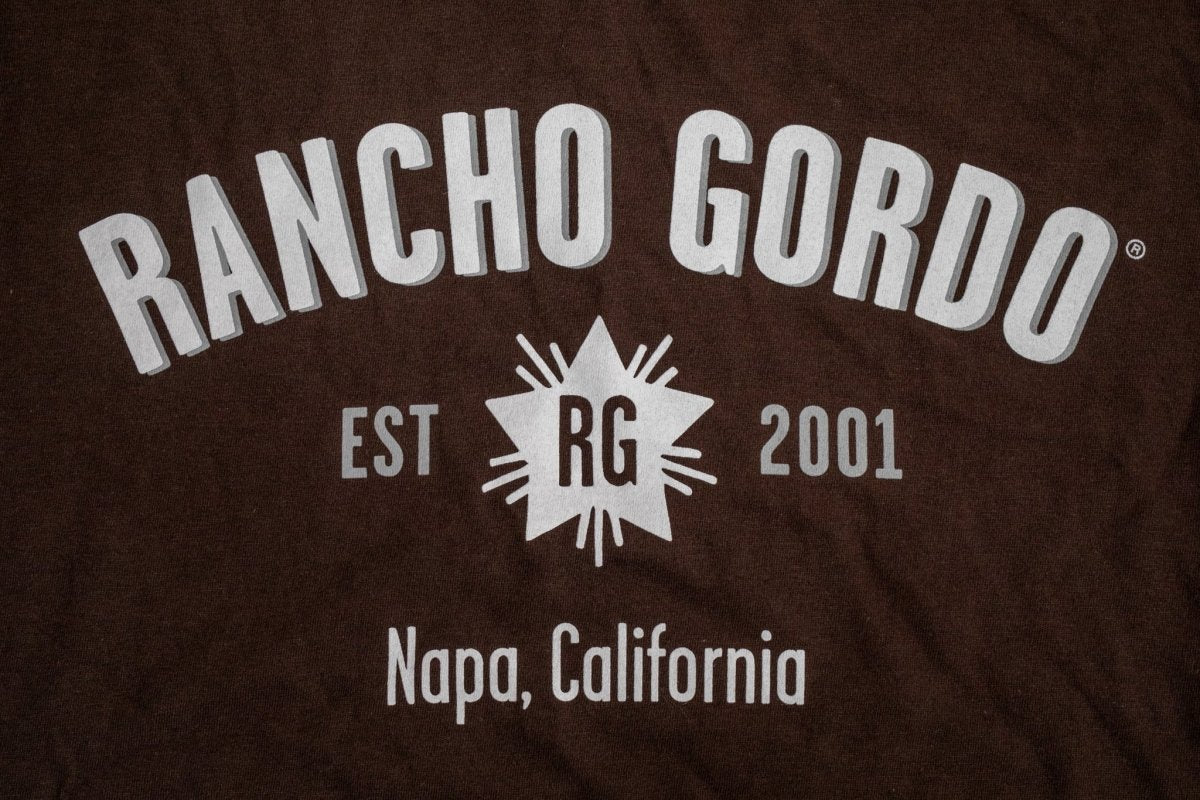 RANCHO GORDO®
EST RG 2001
Napa, California